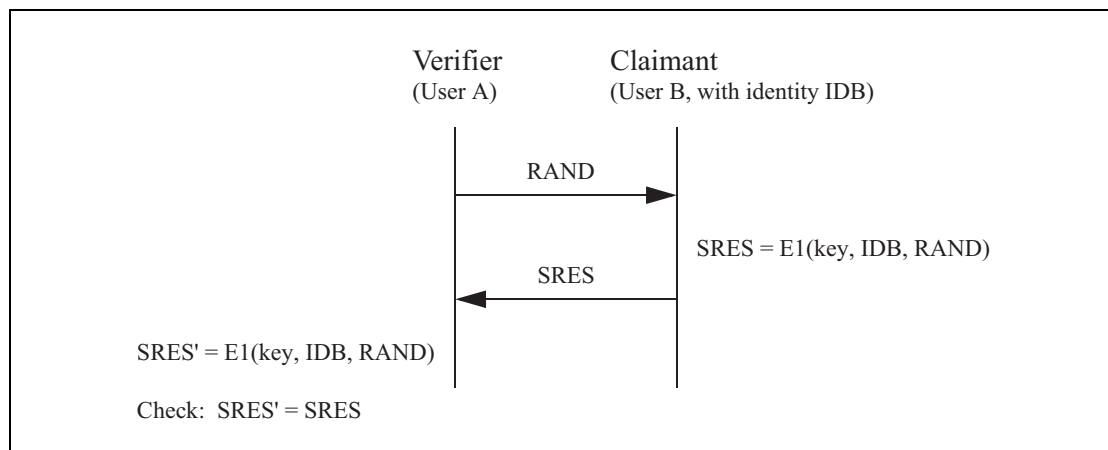 Verifier
(User A)
Claimant
(User B, with identity IDB)
RAND
SRES = E1(key, IDB, RAND)
SRES
SRES' = E1(key, IDB, RAND)
Check: SRES' = SRES